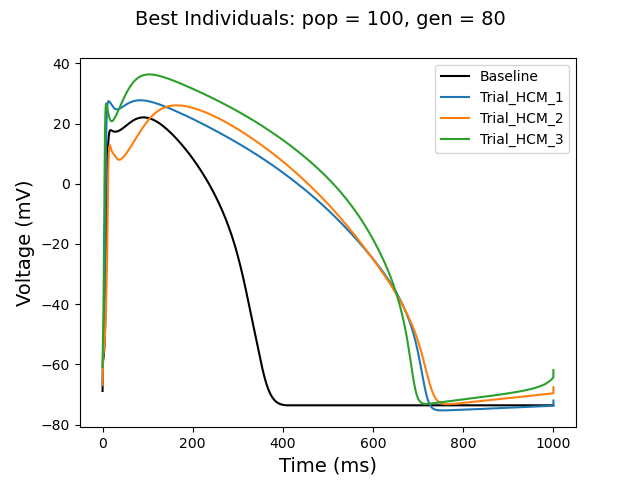 Best Individuals: pop = 100, gen = 80
40
20
0
−20
−40
−60
−80
Voltage (mV)
Baseline
Trial_HCM_1
Trial_HCM_2
Trial_HCM_3
0 200 400 600 800 1000
Time (ms)